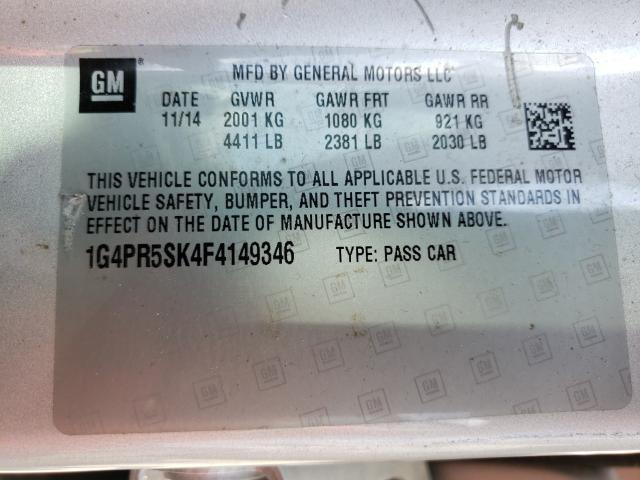 GM ® MFD BY GENERAL MOTORS LLC
DATE GVWR GAWR FRT GAWR RR
11/14 2001 KG 1080 KG 921 KG
4411 LB 2381 LB 2030 LB
THIS VEHICLE CONFORMS TO ALL APPLICABLE U.S. FEDERAL MOTOR
VEHICLE SAFETY, BUMPER, AND THEFT PREVENTION STANDARDS IN
EFFECT ON THE DATE OF MANUFACTURE SHOWN ABOVE.
1G4PR5SK4F4149346 TYPE: PASS CAR